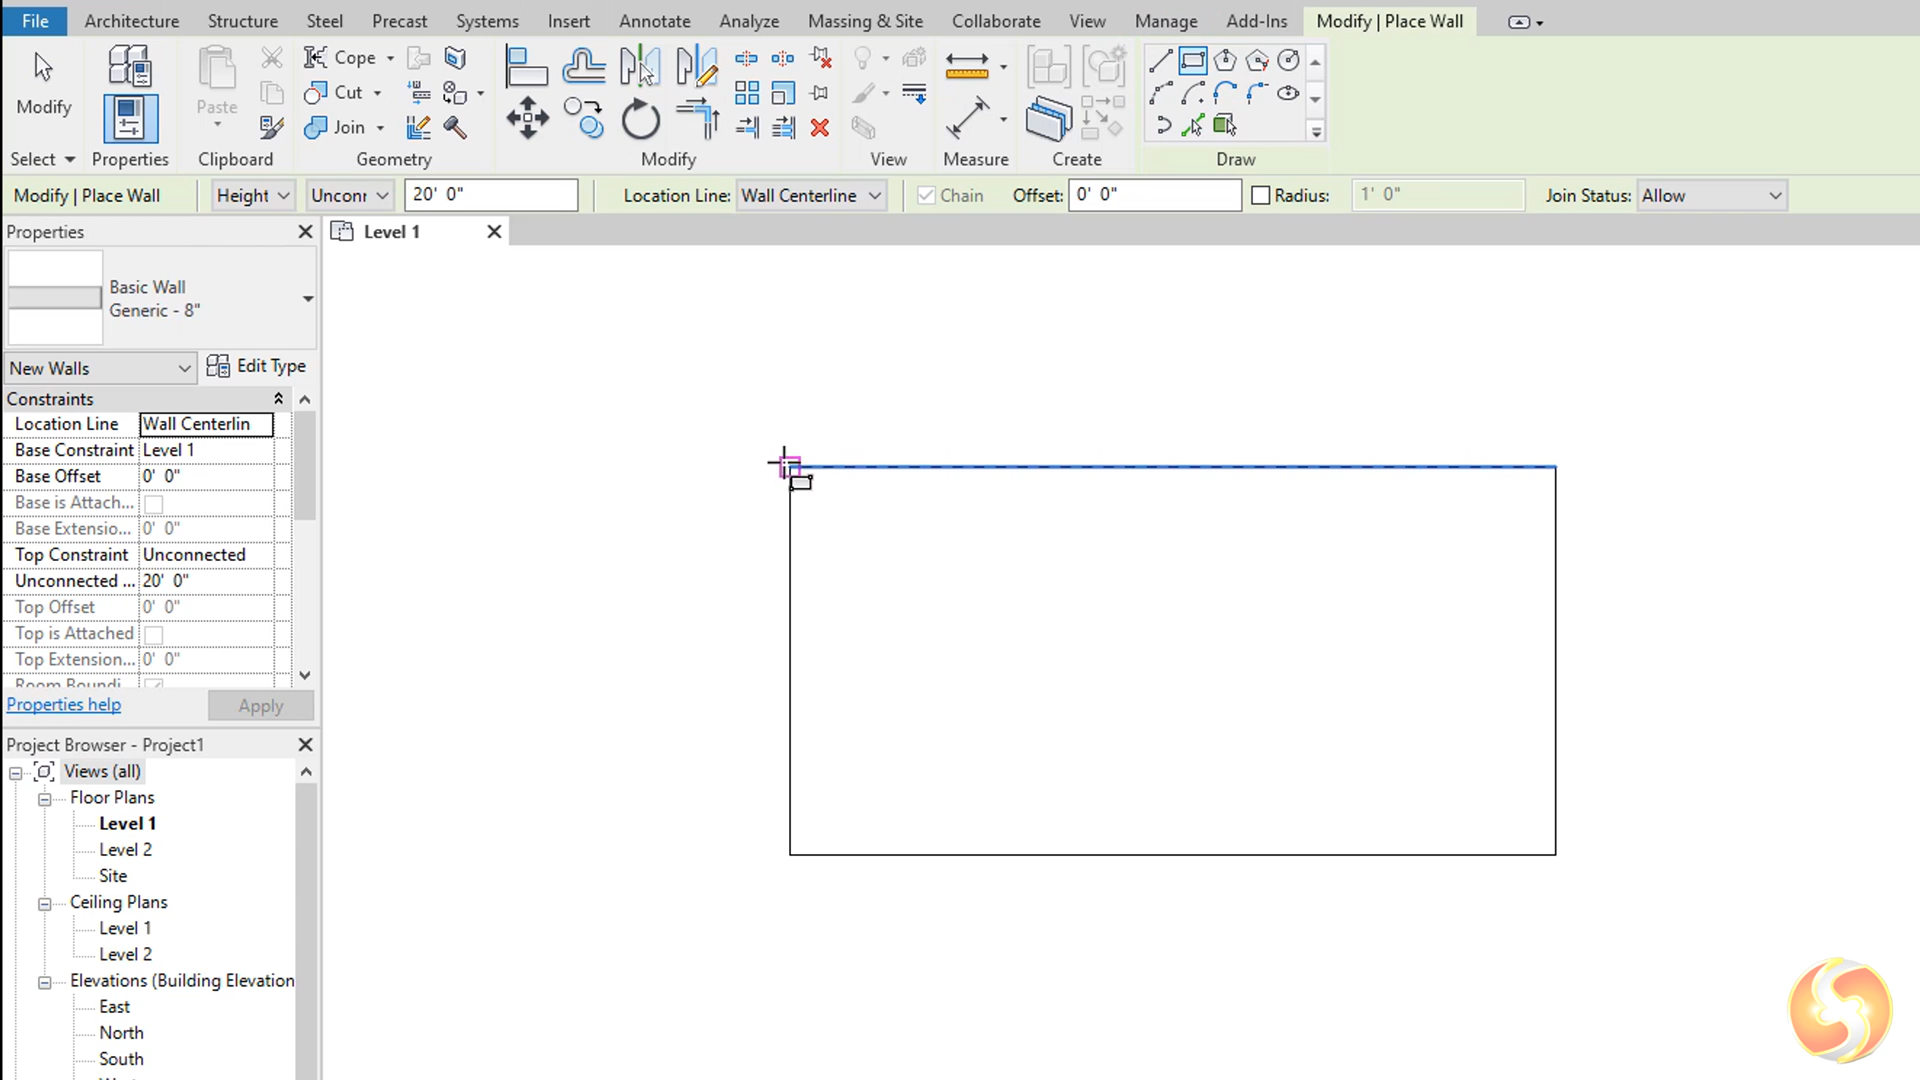 File Architecture Structure Steel Precast Systems Insert Annotate Analyze Massing & Site Collaborate View Manage Add-Ins Modify | Place Wall
Modify
Paste
Cope
Cut
Join
Select Properties Clipboard Geometry Modify View Measure Create Draw
Modify | Place Wall Height Unconr 20' 0" Location Line: Wall Centerline Chain Offset: 0' 0" Radius: 1' 0" Join Status: Allow
Properties
Level 1
Basic Wall
Generic - 8"
New Walls Edit Type
Constraints
Location Line Wall Centerlin
Base Constraint Level 1
Base Offset 0' 0"
Base is Attach...
Base Extensio... 0' 0"
Top Constraint Unconnected
Unconnected ... 20' 0"
Top Offset 0' 0"
Top is Attached
Top Extension... 0' 0"
Room Boundi
Properties help Apply
Project Browser - Project1
Views (all)
Floor Plans
Level 1
Level 2
Site
Ceiling Plans
Level 1
Level 2
Elevations (Building Elevation
East
North
South